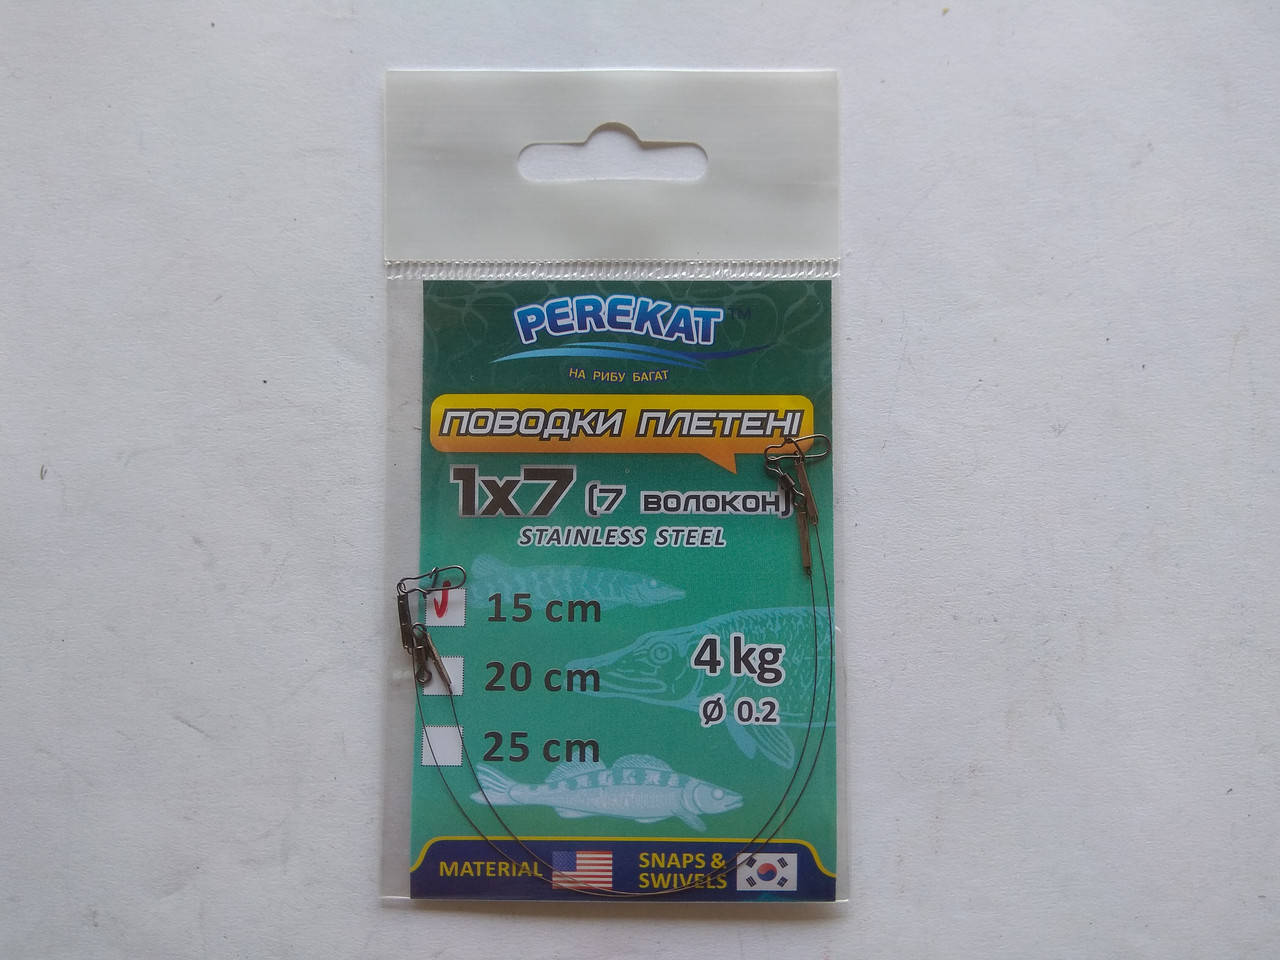 PEREKAT™
НА РИБУ БАГАТ
ПОВОДКИ ПЛЕТЕНІ
1x7 (7 ВОЛОКОН)
STAINLESS STEEL
15 cm
20 cm
25 cm
4 kg
Ø 0.2
MATERIAL
SNAPS &
SWIVELS